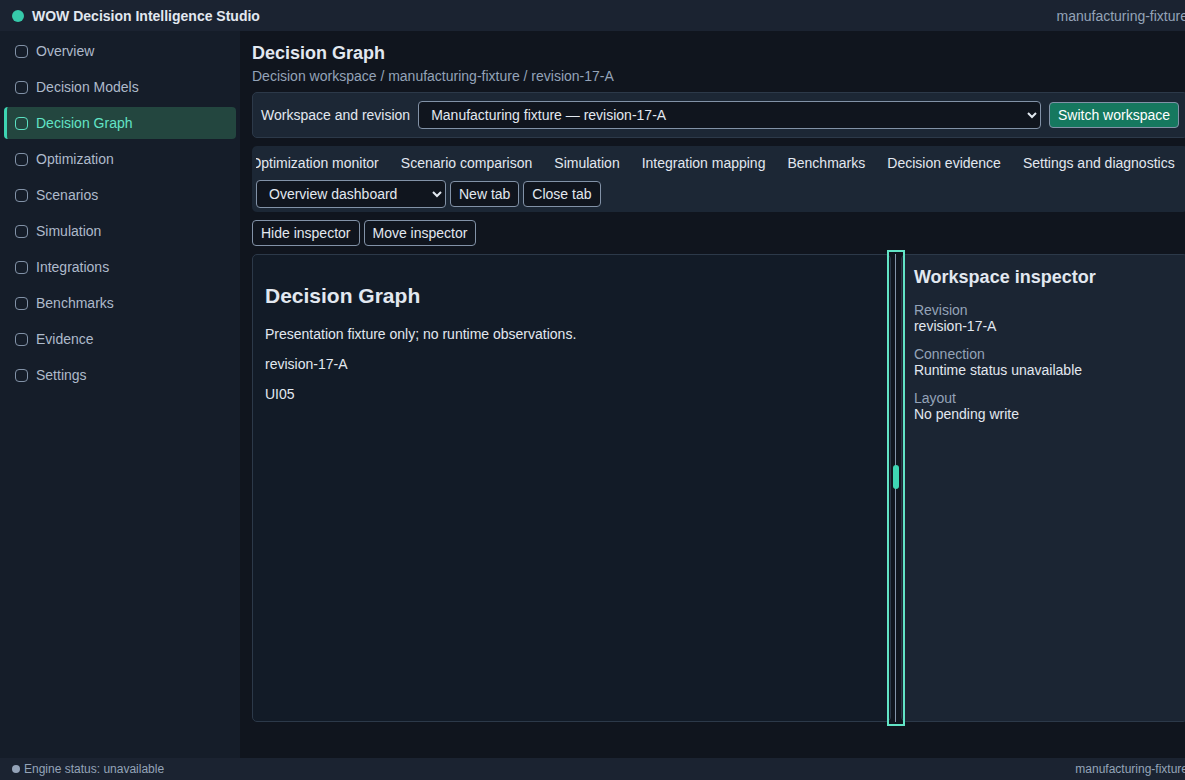 WOW Decision Intelligence Studio
manufacturing-fixture
Overview
Decision Models
Decision Graph
Optimization
Scenarios
Simulation
Integrations
Benchmarks
Evidence
Settings
Decision Graph
Decision workspace / manufacturing-fixture / revision-17-A
Workspace and revision
Manufacturing fixture — revision-17-A
Switch workspace
Optimization monitor
Scenario comparison
Simulation
Integration mapping
Benchmarks
Decision evidence
Settings and diagnostics
Overview dashboard
New tab
Close tab
Hide inspector
Move inspector
Decision Graph
Presentation fixture only; no runtime observations.
revision-17-A
UI05
Workspace inspector
Revision
revision-17-A
Connection
Runtime status unavailable
Layout
No pending write
Engine status: unavailable
manufacturing-fixture